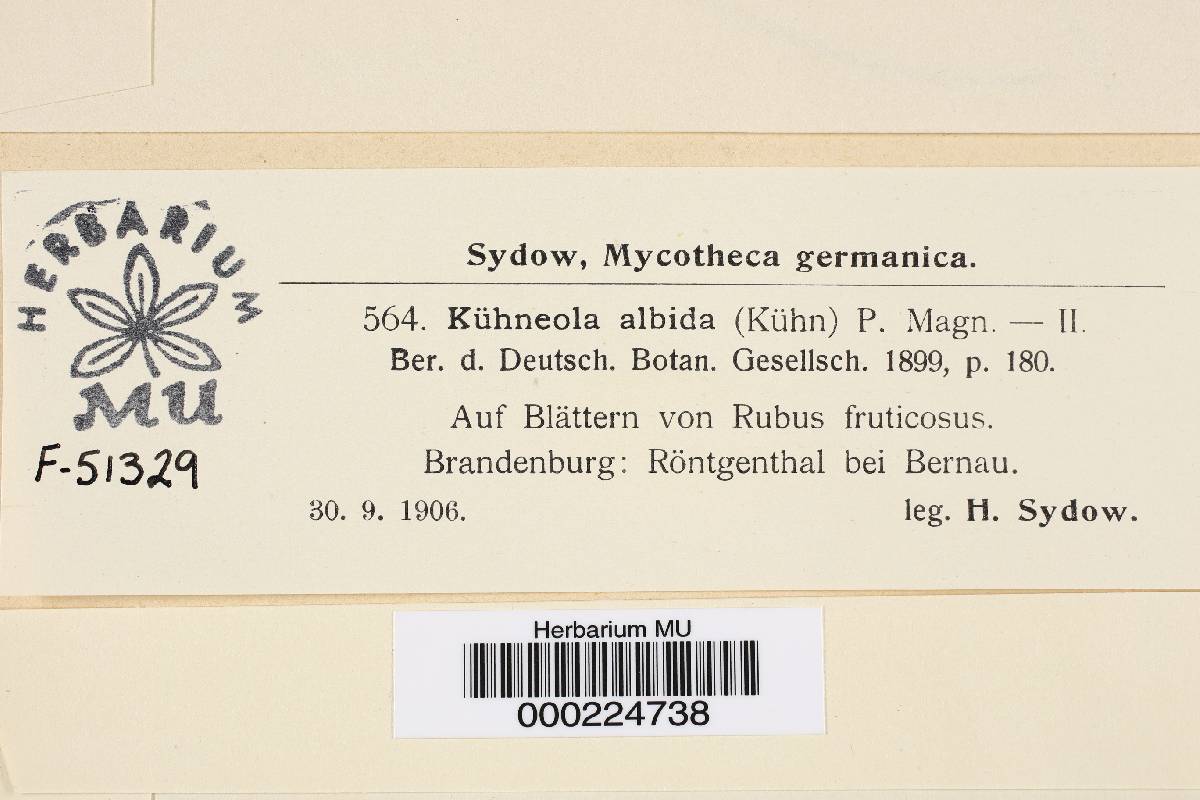 HERBARIUM
MU
F-51329
Sydow, Mycotheca germanica.
564. Kühneola albida (Kühn) P. Magn. — II.
Ber. d. Deutsch. Botan. Gesellsch. 1899, p. 180.
Auf Blättern von Rubus fruticosus.
Brandenburg: Röntgenthal bei Bernau.
30. 9. 1906. leg. H. Sydow.
Herbarium MU
000224738